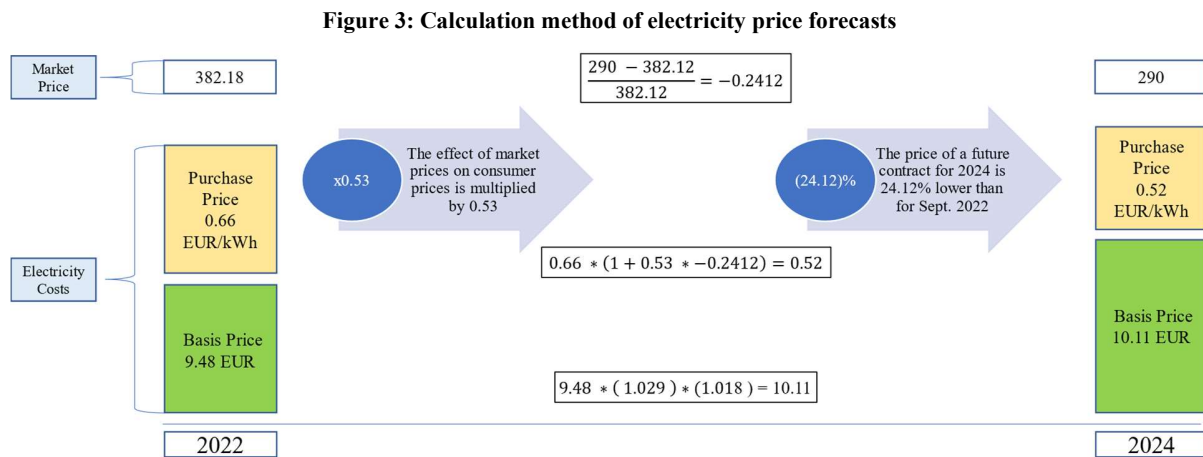 Figure 3: Calculation method of electricity price forecasts
Market
Price
382.18
290 − 382.12
382.12
= −0.2412
290
Purchase
Price
0.66
EUR/kWh
x0.53
The effect of market
prices on consumer
prices is multiplied
by 0.53
(24.12)%
The price of a future
contract for 2024 is
24.12% lower than
for Sept. 2022
Purchase
Price
0.52
EUR/kWh
0.66 ∗ (1 + 0.53 ∗ −0.2412) = 0.52
Electricity
Costs
Basis Price
9.48 EUR
Basis Price
10.11 EUR
9.48 ∗ ( 1.029 ) ∗ (1.018 ) = 10.11
2022
2024